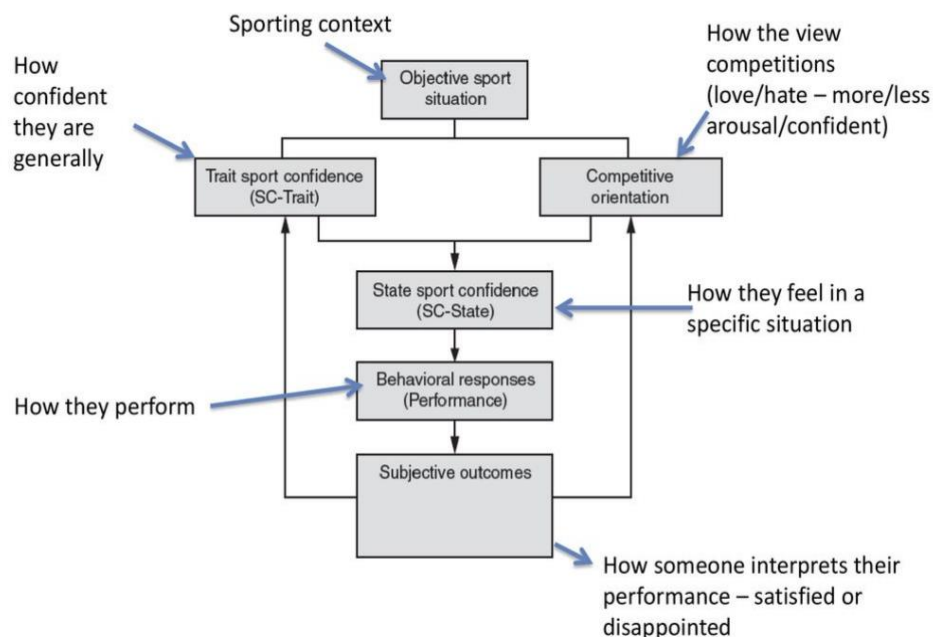 Sporting context
How the view
competitions
(love/hate – more/less
arousal/confident)
How
confident
they are
generally
Objective sport
situation
Trait sport confidence
(SC-Trait)
Competitive
orientation
State sport confidence
(SC-State)
How they feel in a
specific situation
Behavioral responses
(Performance)
How they perform
Subjective outcomes
How someone interprets their
performance – satisfied or
disappointed